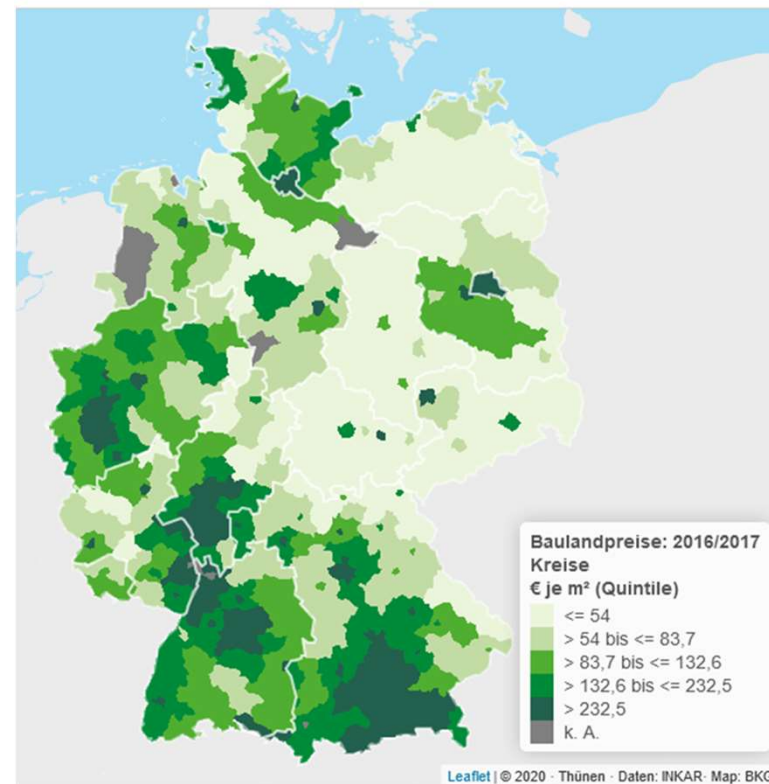 Baulandpreise: 2016/2017
Kreise
€ je m² (Quintile)
<= 54
> 54 bis <= 83,7
> 83,7 bis <= 132,6
> 132,6 bis <= 232,5
> 232,5
k. A.
Leaflet | © 2020 · Thünen · Daten: INKAR· Map: BKG